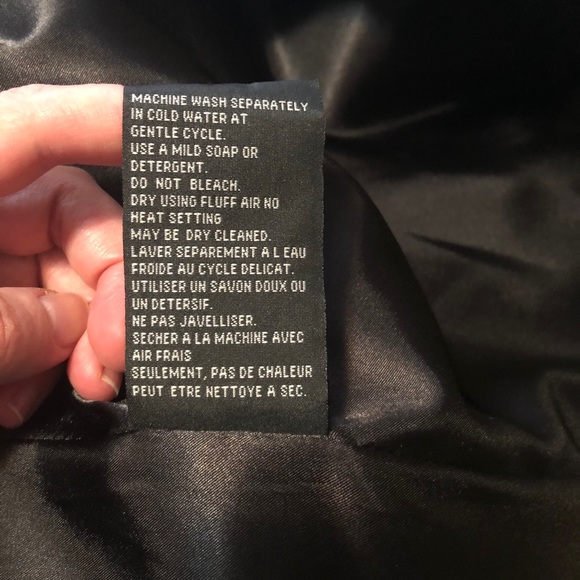 MACHINE WASH SEPARATELY
IN COLD WATER AT
GENTLE CYCLE.
USE A MILD SOAP OR
DETERGENT.
DO NOT BLEACH.
DRY USING FLUFF AIR NO
HEAT SETTING
MAY BE DRY CLEANED.
LAVER SEPAREMENT A L EAU
FROIDE AU CYCLE DELICAT.
UTILISER UN SAVON DOUX OU
UN DETERSIF.
NE PAS JAVELLISER.
SECHER A LA MACHINE AVEC
AIR FRAIS
SEULEMENT, PAS DE CHALEUR
PEUT ETRE NETTOYE A SEC.